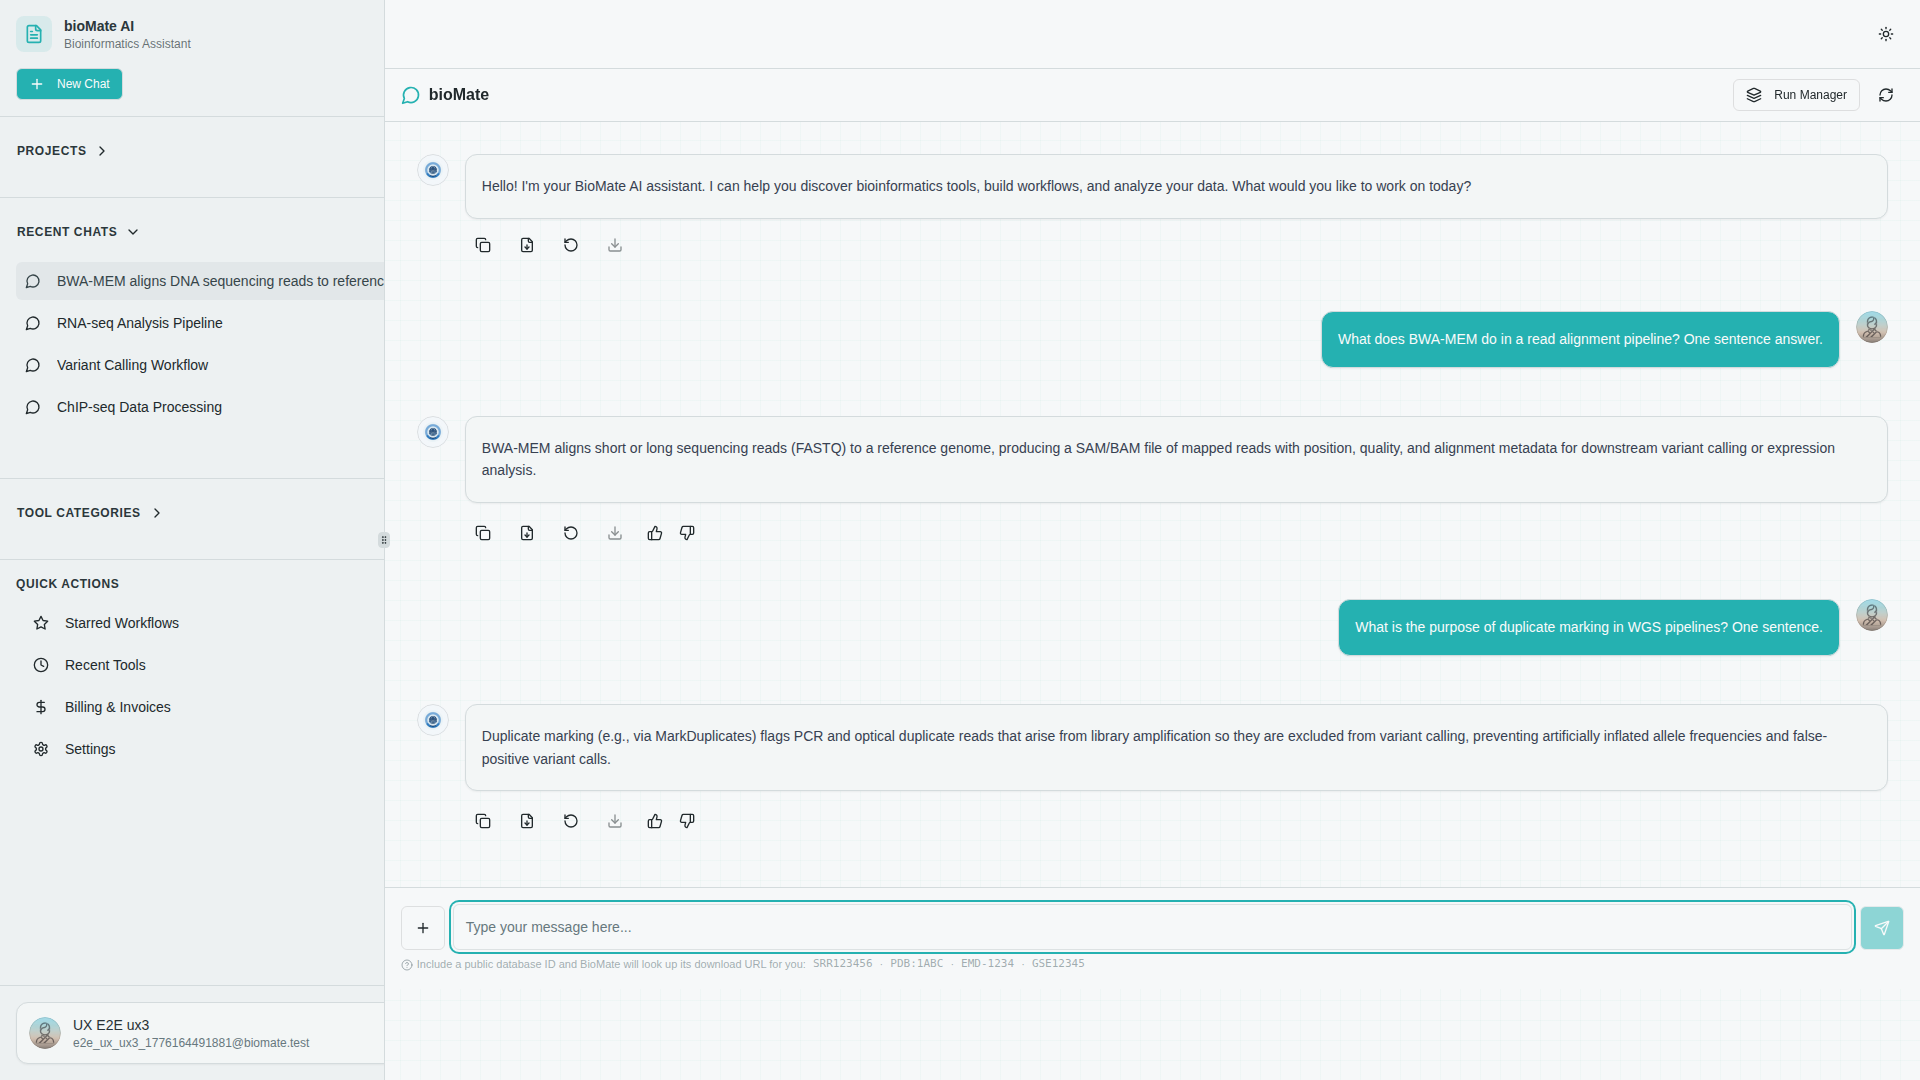 bioMate AI
Bioinformatics Assistant
New Chat
PROJECTS
RECENT CHATS
BWA-MEM aligns DNA sequencing reads to referenc
RNA-seq Analysis Pipeline
Variant Calling Workflow
ChIP-seq Data Processing
TOOL CATEGORIES
QUICK ACTIONS
Starred Workflows
Recent Tools
Billing & Invoices
Settings
UX E2E ux3
e2e_ux_ux3_1776164491881@biomate.test
bioMate
Run Manager
Hello! I'm your BioMate AI assistant. I can help you discover bioinformatics tools, build workflows, and analyze your data. What would you like to work on today?
What does BWA-MEM do in a read alignment pipeline? One sentence answer.
BWA-MEM aligns short or long sequencing reads (FASTQ) to a reference genome, producing a SAM/BAM file of mapped reads with position, quality, and alignment metadata for downstream variant calling or expression
analysis.
What is the purpose of duplicate marking in WGS pipelines? One sentence.
Duplicate marking (e.g., via MarkDuplicates) flags PCR and optical duplicate reads that arise from library amplification so they are excluded from variant calling, preventing artificially inflated allele frequencies and false-
positive variant calls.
Type your message here...
Include a public database ID and BioMate will look up its download URL for you: SRR123456 · PDB:1ABC · EMD-1234 · GSE12345